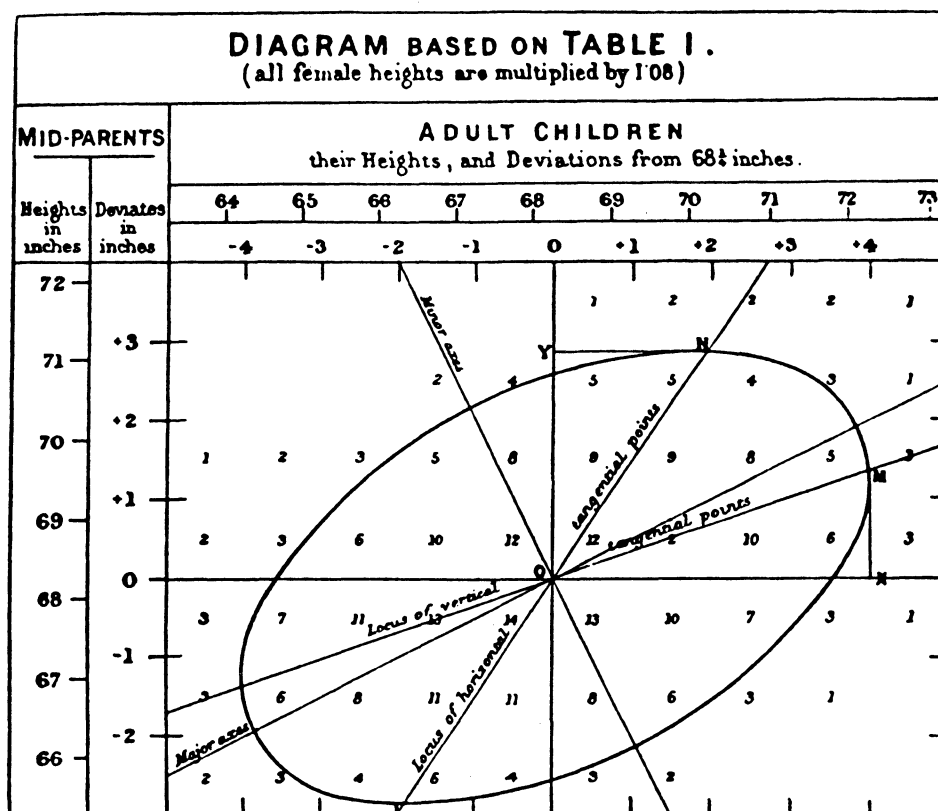 DIAGRAM BASED ON TABLE I.
(all female heights are multiplied by 1·08)
MID-PARENTS
ADULT CHILDREN
their Heights, and Deviations from 68¼ inches.
Heights in inches
Deviates in inches
64 65 66 67 68 69 70 71 72 73
-4 -3 -2 -1 0 +1 +2 +3 +4
72
1 2 2 2 1
Minor axes
+3
Y N
71
2 4 5 5 4 3 1
+2
tangential points
70
1 2 3 5 8 9 9 8 5 3
M
+1
tangential points
69
2 3 6 10 12 12 2 10 6 3
0 O X
68
Locus of vertical
3 7 11 13 14 13 10 7 3 1
-1
Locus of horizontal
67
3 6 8 11 11 8 6 3 1
-2
Major axes
66
2 3 4 6 4 3 2